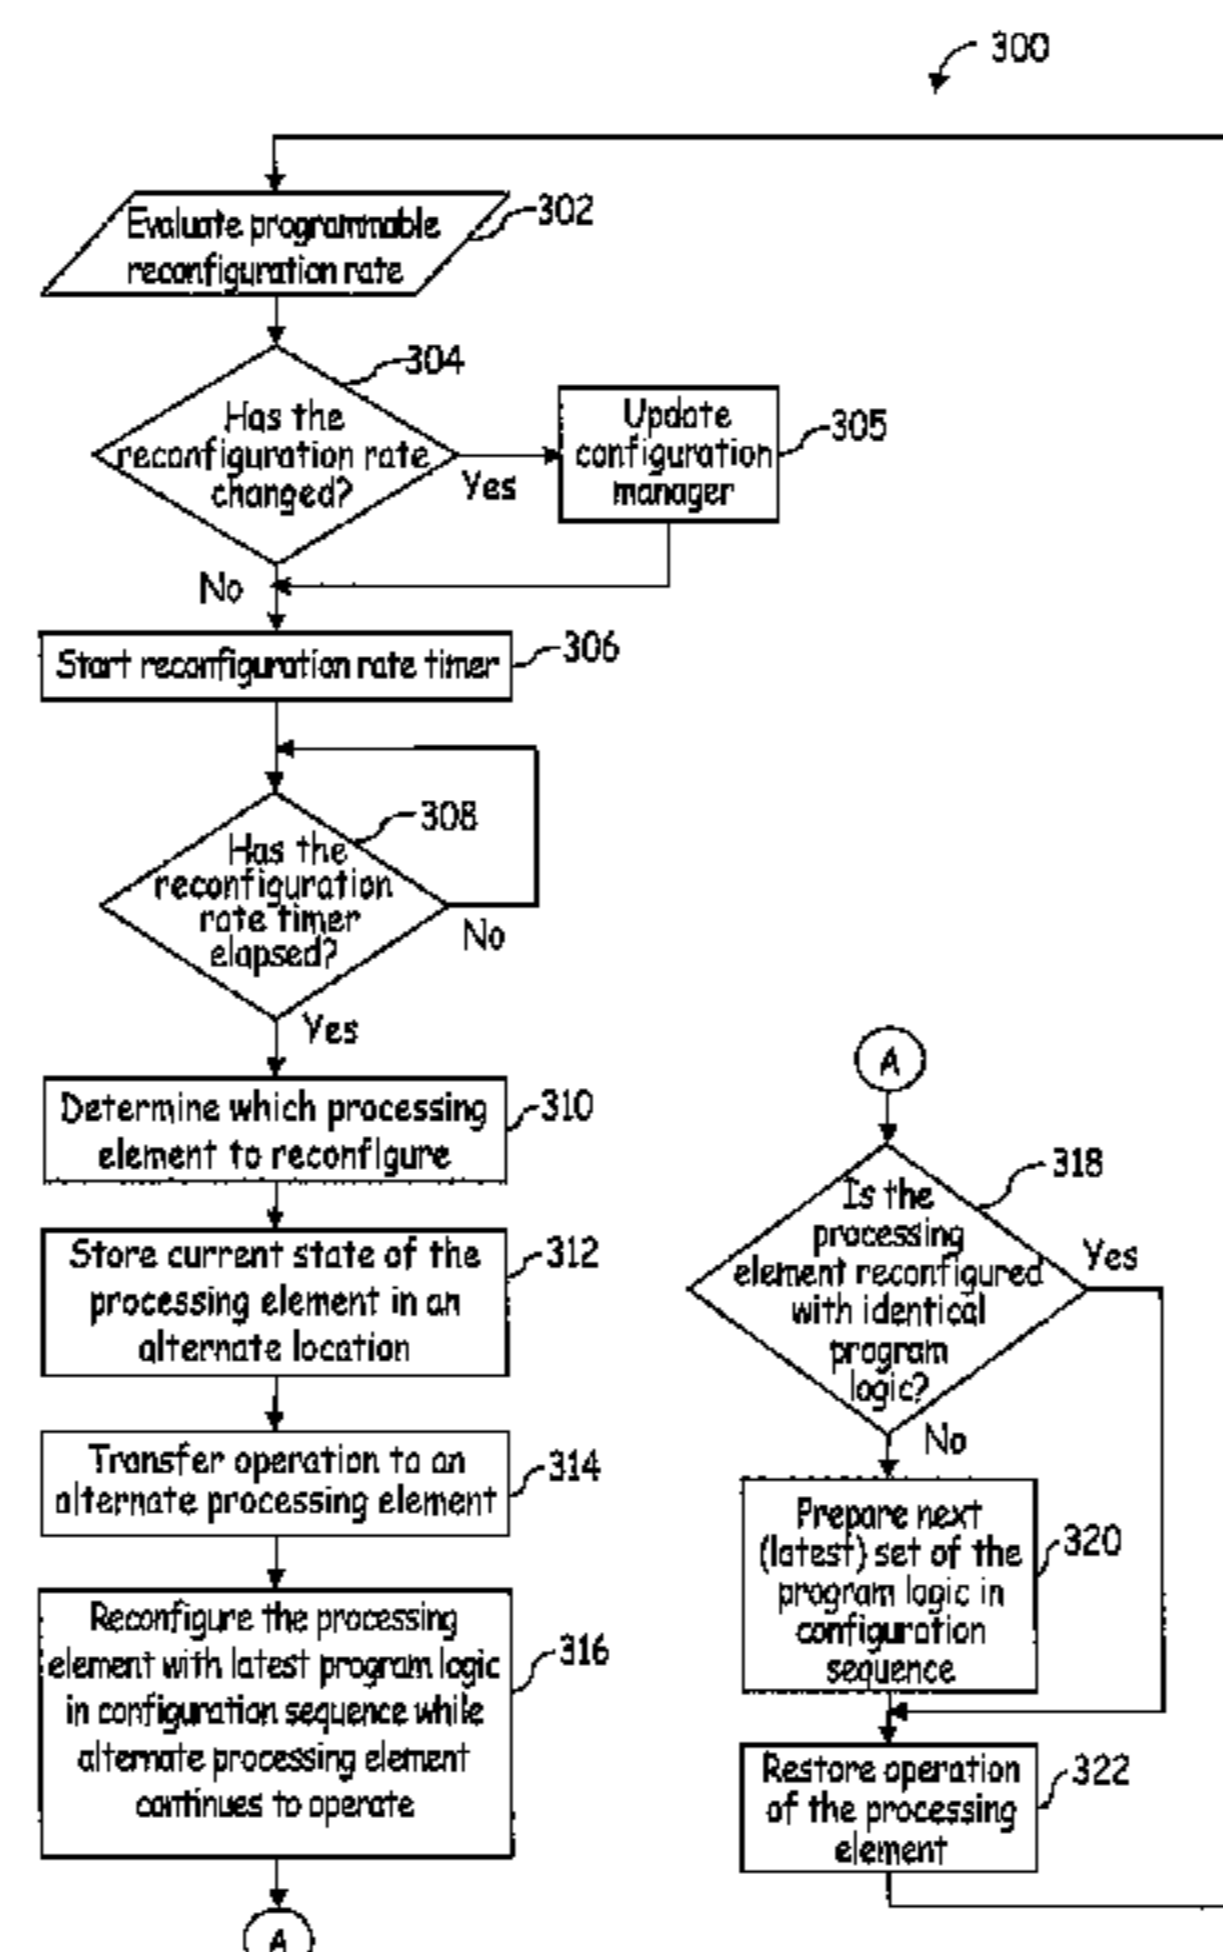 300
Evaluate programmable
reconfiguration rate
302
304
Has the
reconfiguration rate
changed?
Yes
Update
configuration
manager
305
No
Start reconfiguration rate timer
306
308
Has the
reconfiguration
rate timer
elapsed?
No
Yes
Determine which processing
element to reconfigure
310
Store current state of the
processing element in an
alternate location
312
Transfer operation to an
alternate processing element
314
Reconfigure the processing
element with latest program logic
in configuration sequence while
alternate processing element
continues to operate
316
A
A
318
Is the
processing
element reconfigured
with identical
program
logic?
Yes
No
Prepare next
(latest) set of the
program logic in
configuration
sequence
320
Restore operation
of the processing
element
322